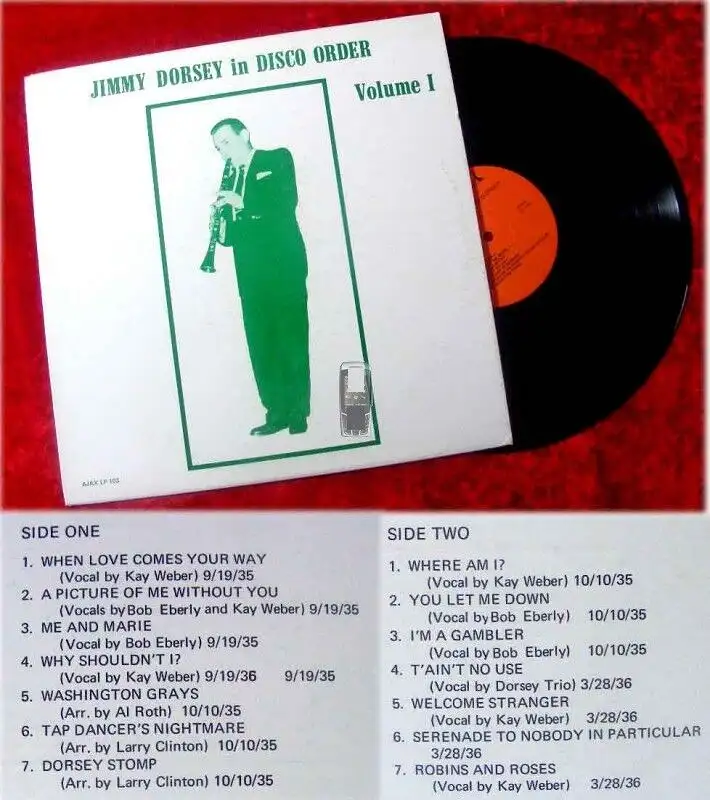 JIMMY DORSEY in DISCO ORDER
Volume I
AJAX LP 103
SIDE ONE
1. WHEN LOVE COMES YOUR WAY
(Vocal by Kay Weber) 9/19/35
2. A PICTURE OF ME WITHOUT YOU
(Vocals by Bob Eberly and Kay Weber) 9/19/35
3. ME AND MARIE
(Vocal by Bob Eberly) 9/19/35
4. WHY SHOULDN'T I?
(Vocal by Kay Weber) 9/19/36 9/19/35
5. WASHINGTON GRAYS
(Arr. by Al Roth) 10/10/35
6. TAP DANCER'S NIGHTMARE
(Arr. by Larry Clinton) 10/10/35
7. DORSEY STOMP
(Arr. by Larry Clinton) 10/10/35
SIDE TWO
1. WHERE AM I?
(Vocal by Kay Weber) 10/10/35
2. YOU LET ME DOWN
(Vocal by Bob Eberly) 10/10/35
3. I'M A GAMBLER
(Vocal by Bob Eberly) 10/10/35
4. T'AIN'T NO USE
(Vocal by Dorsey Trio) 3/28/36
5. WELCOME STRANGER
(Vocal by Kay Weber) 3/28/36
6. SERENADE TO NOBODY IN PARTICULAR
3/28/36
7. ROBINS AND ROSES
(Vocal by Kay Weber) 3/28/36